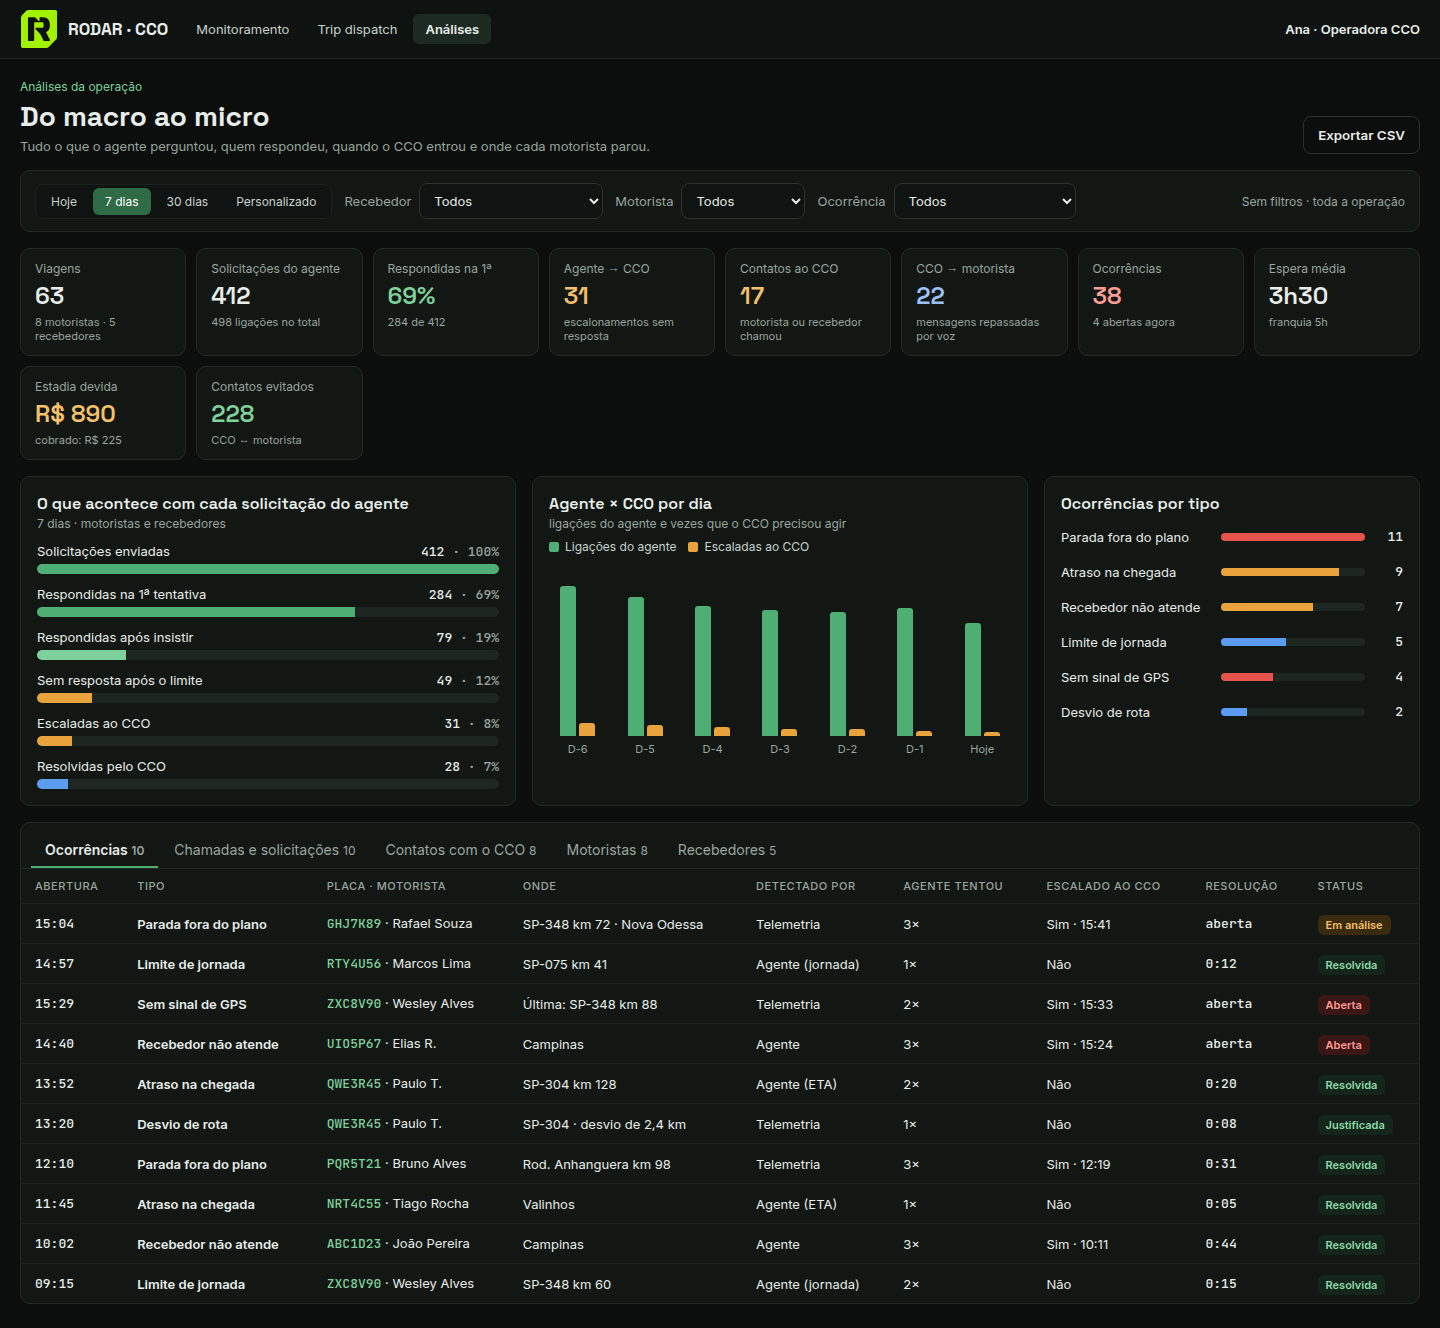 RODAR · CCO
Monitoramento
Trip dispatch
Análises
Ana · Operadora CCO
Análises da operação
Do macro ao micro
Tudo o que o agente perguntou, quem respondeu, quando o CCO entrou e onde cada motorista parou.
Exportar CSV
Hoje 7 dias 30 dias Personalizado Recebedor Todos Motorista Todos Ocorrência Todos Sem filtros · toda a operação
Viagens
63
8 motoristas · 5
recebedores
Solicitações do agente
412
498 ligações no total
Respondidas na 1ª
69%
284 de 412
Agente → CCO
31
escalonamentos sem
resposta
Contatos ao CCO
17
motorista ou recebedor
chamou
CCO → motorista
22
mensagens repassadas
por voz
Ocorrências
38
4 abertas agora
Espera média
3h30
franquia 5h
Estadia devida
R$ 890
cobrado: R$ 225
Contatos evitados
228
CCO ↔ motorista
O que acontece com cada solicitação do agente
7 dias · motoristas e recebedores
Solicitações enviadas 412 · 100%
Respondidas na 1ª tentativa 284 · 69%
Respondidas após insistir 79 · 19%
Sem resposta após o limite 49 · 12%
Escaladas ao CCO 31 · 8%
Resolvidas pelo CCO 28 · 7%
Agente × CCO por dia
ligações do agente e vezes que o CCO precisou agir
Ligações do agente Escaladas ao CCO
D-6 D-5 D-4 D-3 D-2 D-1 Hoje
Ocorrências por tipo
Parada fora do plano 11
Atraso na chegada 9
Recebedor não atende 7
Limite de jornada 5
Sem sinal de GPS 4
Desvio de rota 2
Ocorrências 10 Chamadas e solicitações 10 Contatos com o CCO 8 Motoristas 8 Recebedores 5
ABERTURA TIPO PLACA · MOTORISTA ONDE DETECTADO POR AGENTE TENTOU ESCALADO AO CCO RESOLUÇÃO STATUS
15:04 Parada fora do plano GHJ7K89 · Rafael Souza SP-348 km 72 · Nova Odessa Telemetria 3× Sim · 15:41 aberta Em análise
14:57 Limite de jornada RTY4U56 · Marcos Lima SP-075 km 41 Agente (jornada) 1× Não 0:12 Resolvida
15:29 Sem sinal de GPS ZXC8V90 · Wesley Alves Última: SP-348 km 88 Telemetria 2× Sim · 15:33 aberta Aberta
14:40 Recebedor não atende UIO5P67 · Elias R. Campinas Agente 3× Sim · 15:24 aberta Aberta
13:52 Atraso na chegada QWE3R45 · Paulo T. SP-304 km 128 Agente (ETA) 2× Não 0:20 Resolvida
13:20 Desvio de rota QWE3R45 · Paulo T. SP-304 · desvio de 2,4 km Telemetria 1× Não 0:08 Justificada
12:10 Parada fora do plano PQR5T21 · Bruno Alves Rod. Anhanguera km 98 Telemetria 3× Sim · 12:19 0:31 Resolvida
11:45 Atraso na chegada NRT4C55 · Tiago Rocha Valinhos Agente (ETA) 1× Não 0:05 Resolvida
10:02 Recebedor não atende ABC1D23 · João Pereira Campinas Agente 3× Sim · 10:11 0:44 Resolvida
09:15 Limite de jornada ZXC8V90 · Wesley Alves SP-348 km 60 Agente (jornada) 2× Não 0:15 Resolvida